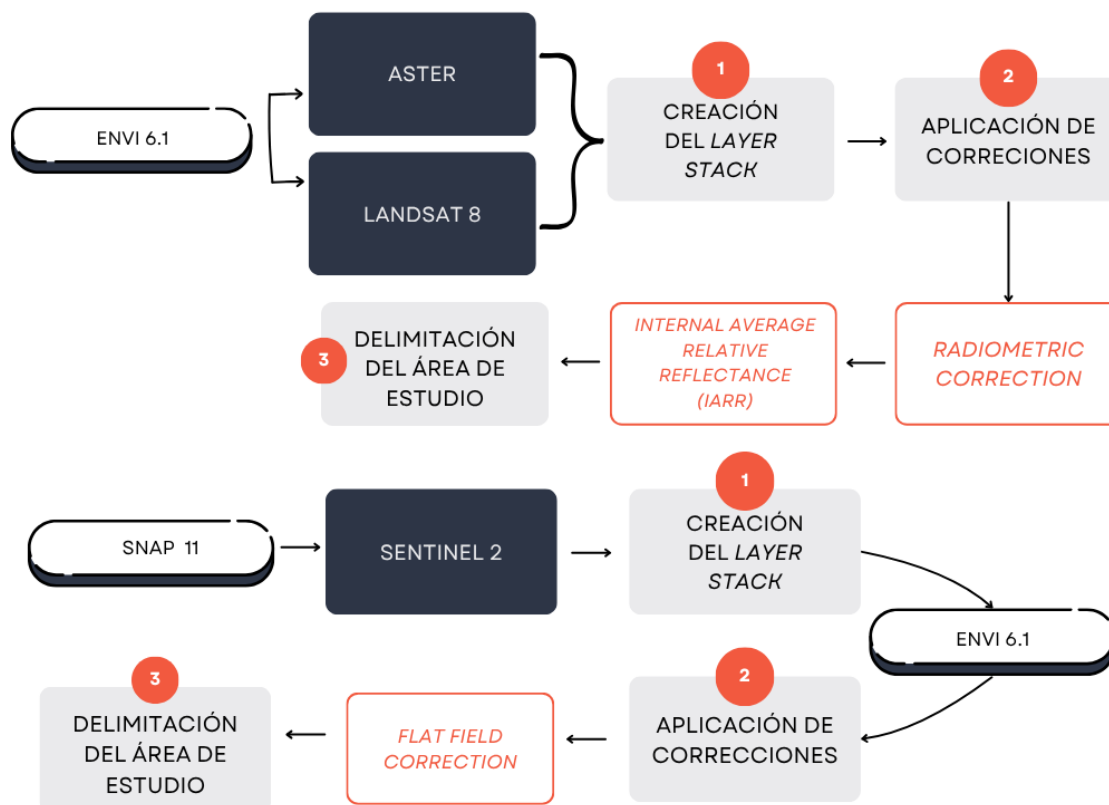 ENVI 6.1
ASTER
LANDSAT 8
1
CREACIÓN
DEL LAYER
STACK
2
APLICACIÓN DE
CORRECIONES
RADIOMETRIC
CORRECTION
INTERNAL AVERAGE
RELATIVE
REFLECTANCE
(IARR)
3
DELIMITACIÓN
DEL ÁREA DE
ESTUDIO
SNAP 11
SENTINEL 2
1
CREACIÓN
DEL LAYER
STACK
ENVI 6.1
2
APLICACIÓN DE
CORRECCIONES
FLAT FIELD
CORRECTION
3
DELIMITACIÓN
DEL ÁREA DE
ESTUDIO